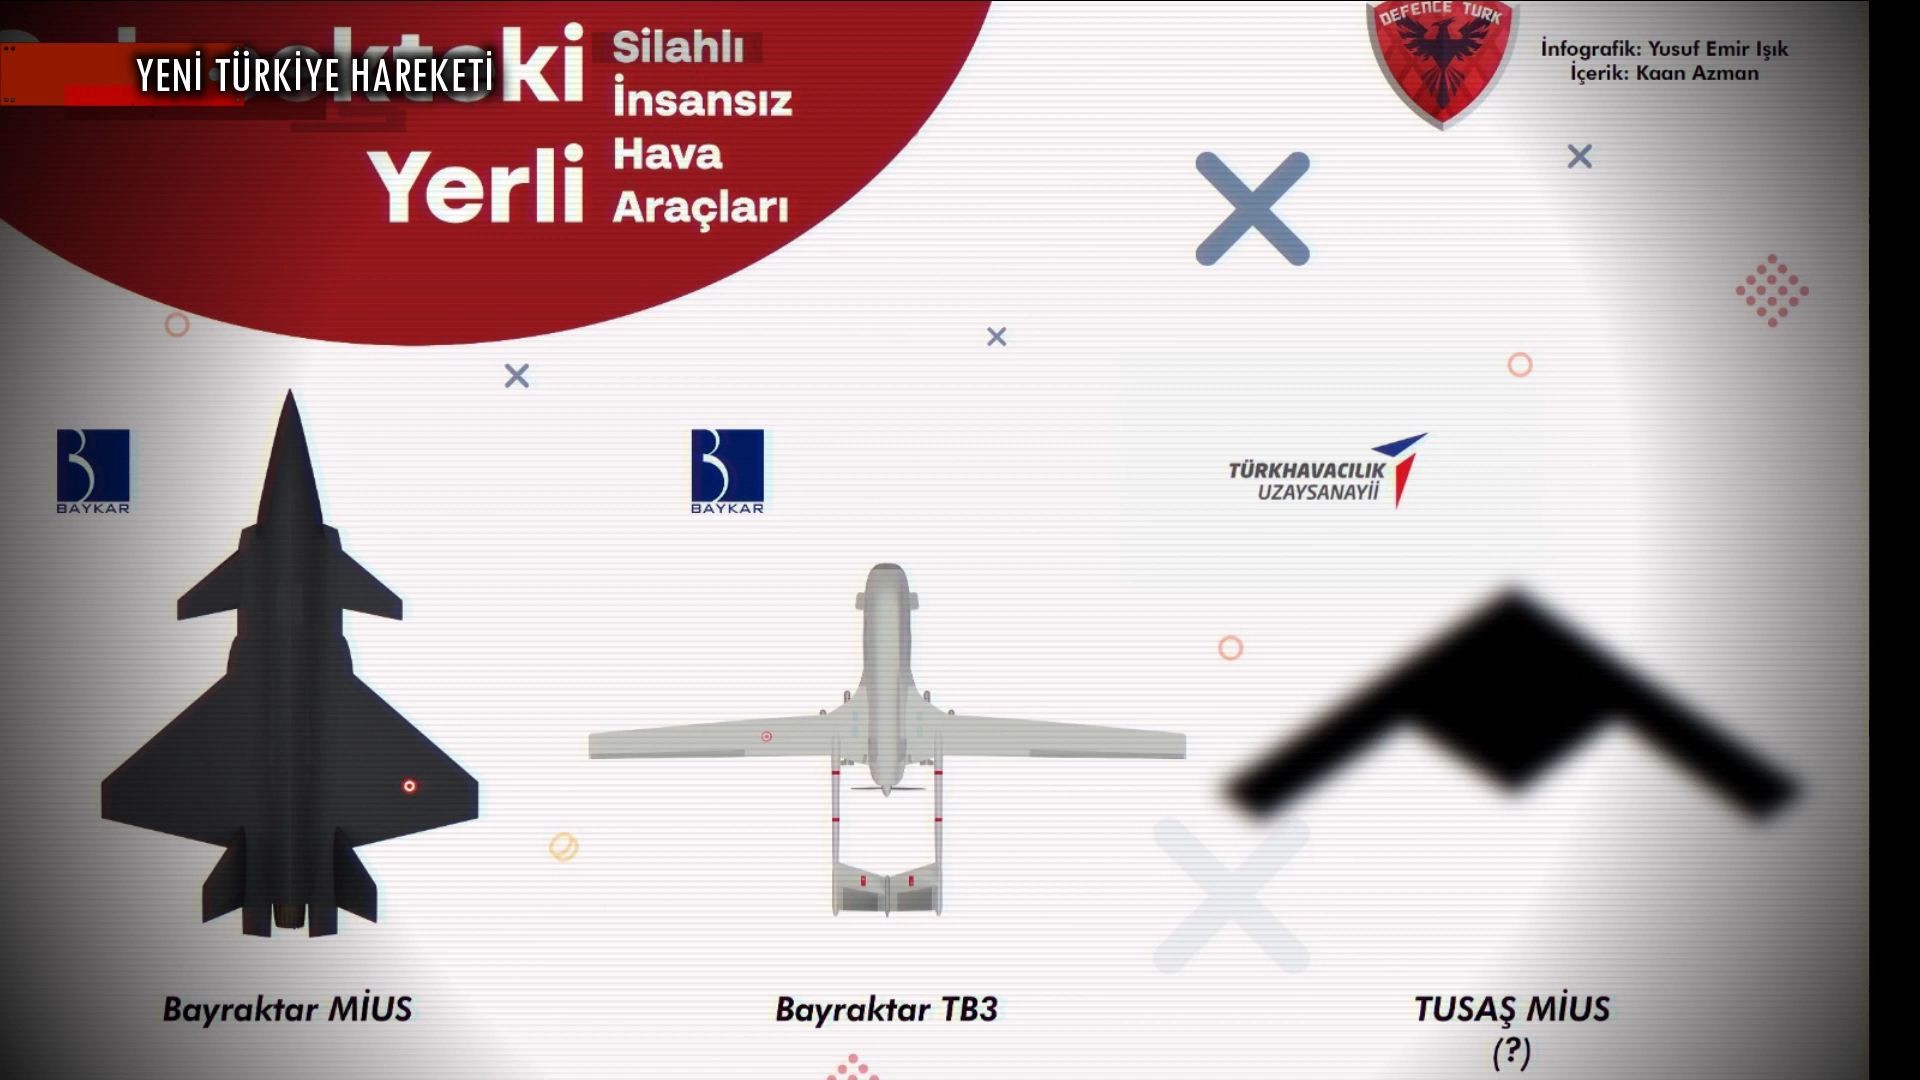 YENİ TÜRKİYE HAREKETİ
Silahlı
İnsansız
Yerli
Hava
Araçları
DEFENCE TURK
İnfografik: Yusuf Emir Işık
İçerik: Kaan Azman
BAYKAR
BAYKAR
TÜRKHAVACILIK
UZAYSANAYİİ
Bayraktar MİUS
Bayraktar TB3
TUSAŞ MİUS
(?)